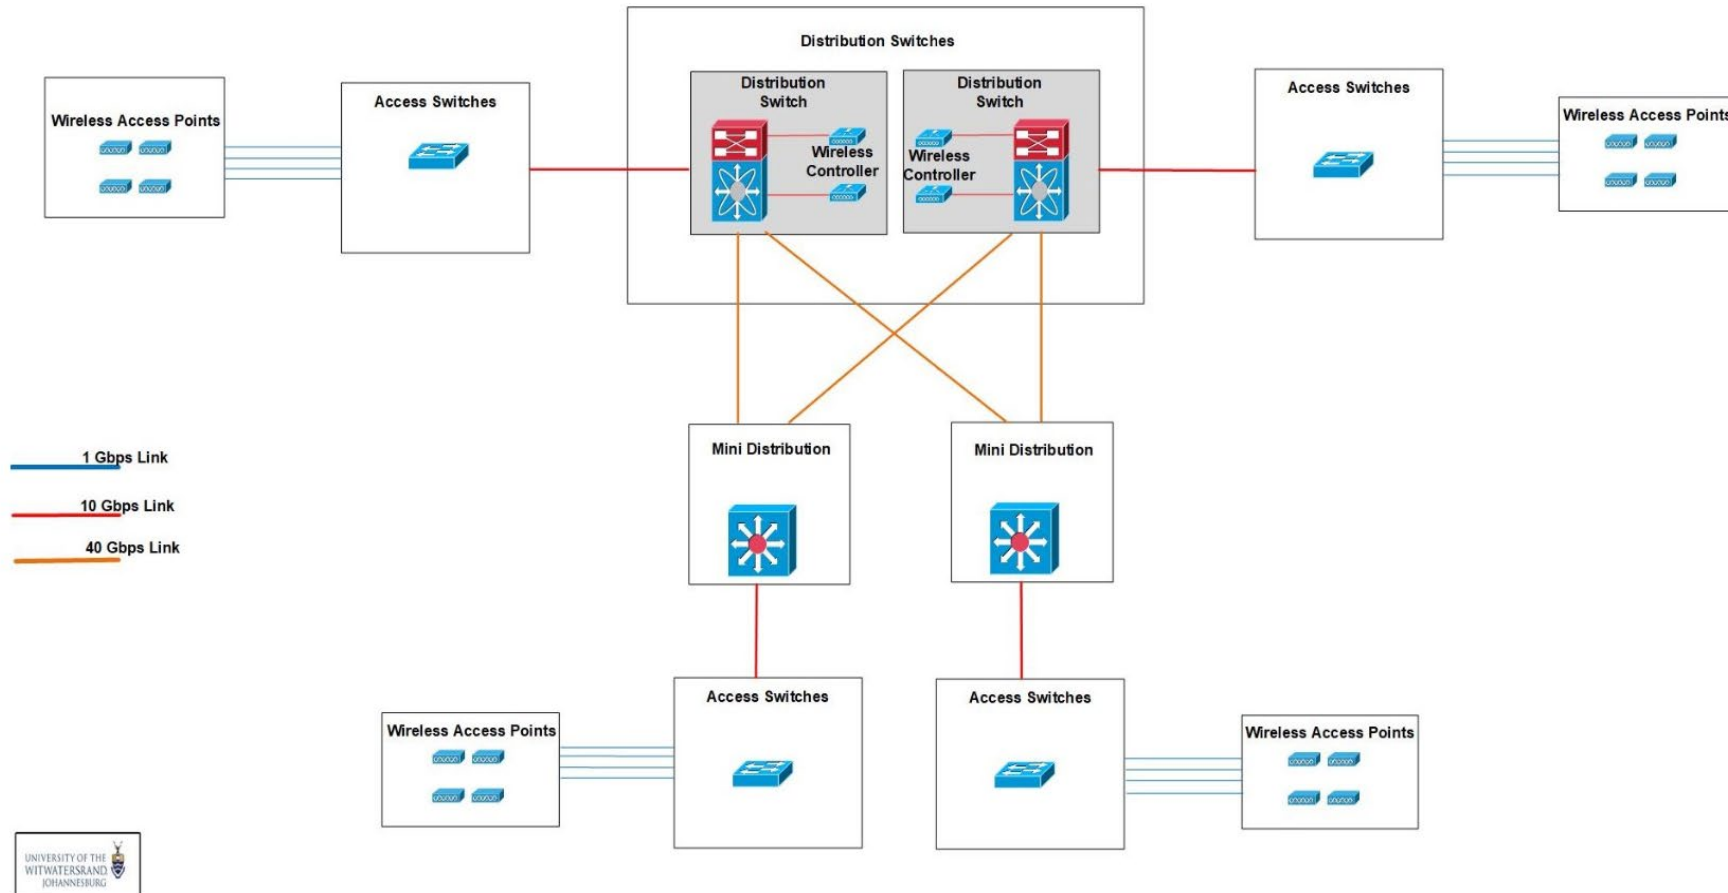 Distribution Switches
Wireless Access Points
Access Switches
Distribution
Switch
Wireless
Controller
Distribution
Switch
Wireless
Controller
Access Switches
Wireless Access Points
Mini Distribution
Mini Distribution
1 Gbps Link
10 Gbps Link
40 Gbps Link
Wireless Access Points
Access Switches
Access Switches
Wireless Access Points
UNIVERSITY OF THE
WITWATERSRAND,
JOHANNESBURG